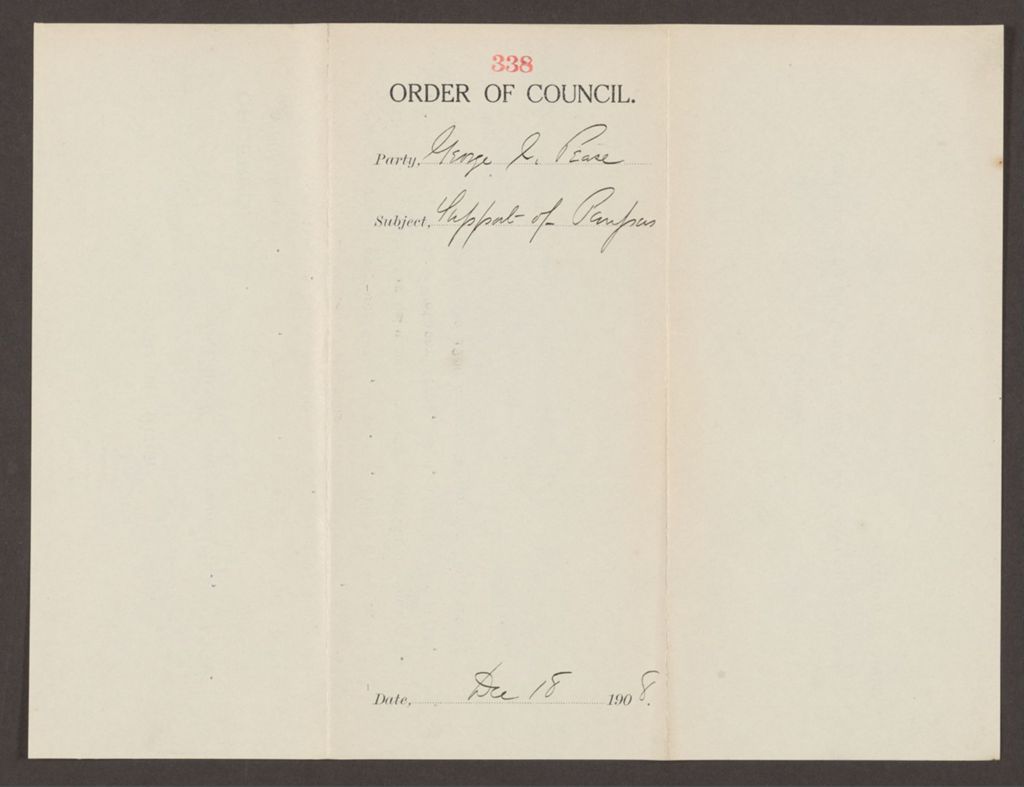 338
ORDER OF COUNCIL.
Party, George L. Pease
Subject, Support of Paupers
Date, Dec 18 1908.